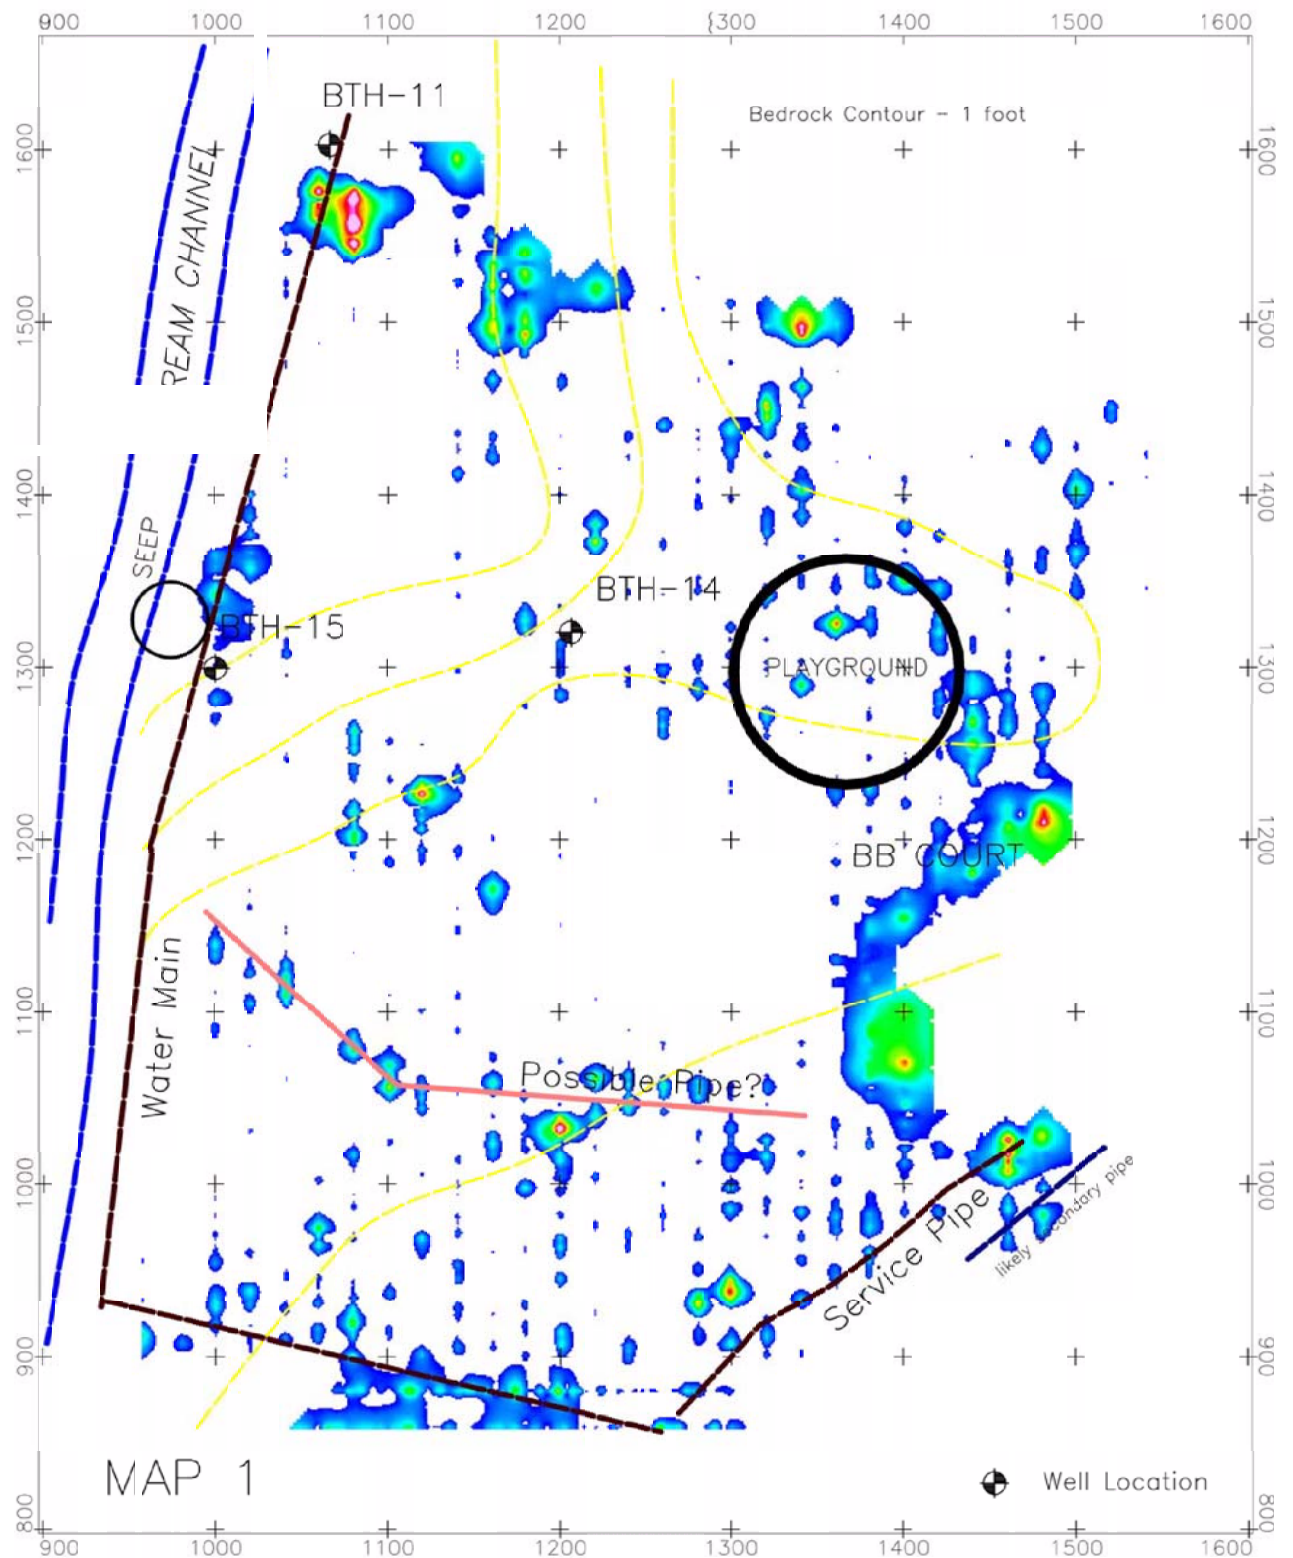 900 1000 1100 1200 {300 1400 1500 1600
BTH-11
Bedrock Contour - 1 foot
1600 1600
REAM CHANNEL
1500 1500
1400 1400
SEEP
BTH-14
BTH-15
1300 PLAYGROUND 1300
1200 1200
BB COURT
Water Main
1100 1100
Possible Pipe?
1000 1000
likely secondary pipe
Service Pipe
900 900
MAP 1
Well Location
800 800
900 1000 1100 1200 1300 1400 1500 1600